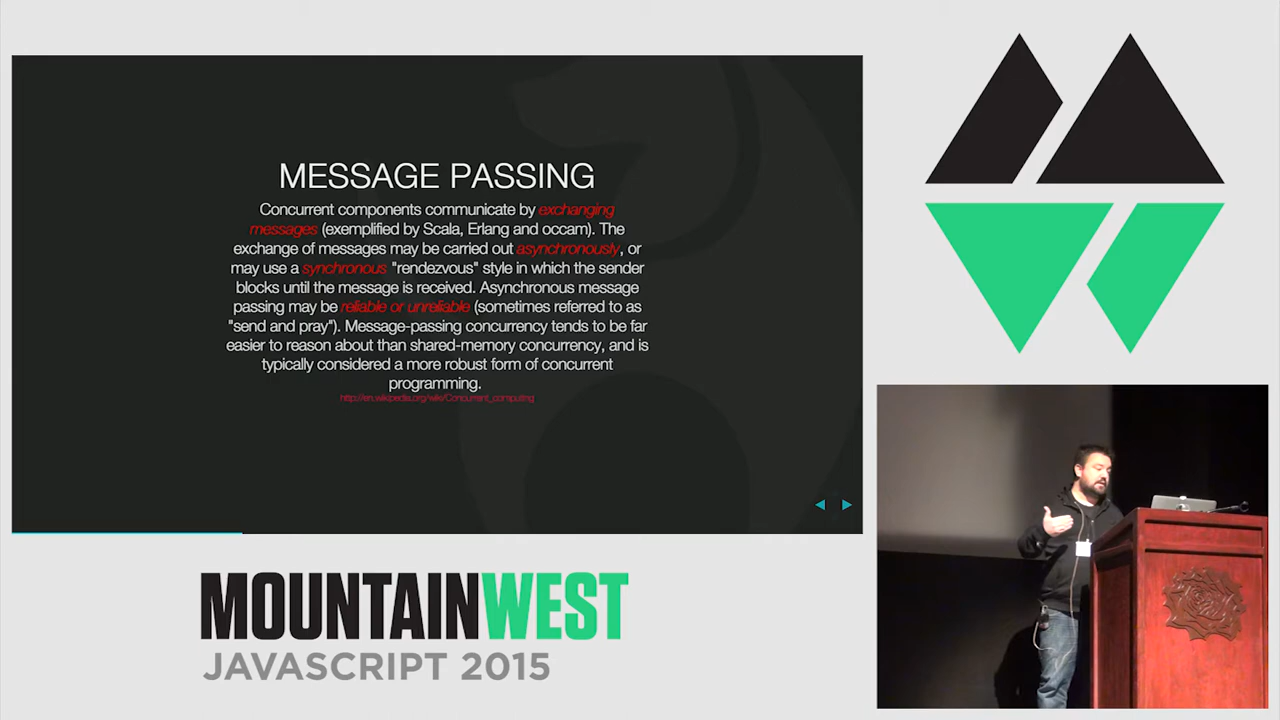 MESSAGE PASSING
Concurrent components communicate by exchanging
messages (exemplified by Scala, Erlang and occam). The
exchange of messages may be carried out asynchronously, or
may use a synchronous "rendezvous" style in which the sender
blocks until the message is received. Asynchronous message
passing may be reliable or unreliable (sometimes referred to as
"send and pray"). Message-passing concurrency tends to be far
easier to reason about than shared-memory concurrency, and is
typically considered a more robust form of concurrent
programming.
http://en.wikipedia.org/wiki/Concurrent_computing
MOUNTAINWEST
JAVASCRIPT 2015